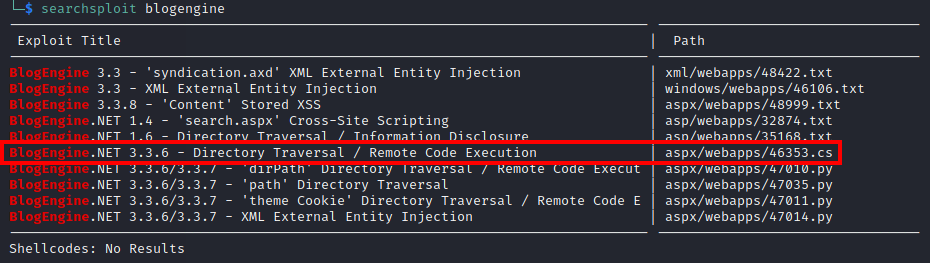 └─$ searchsploit blogengine
Exploit Title | Path
BlogEngine 3.3 - 'syndication.axd' XML External Entity Injection | xml/webapps/48422.txt
BlogEngine 3.3 - XML External Entity Injection | windows/webapps/46106.txt
BlogEngine 3.3.8 - 'Content' Stored XSS | aspx/webapps/48999.txt
BlogEngine.NET 1.4 - 'search.aspx' Cross-Site Scripting | asp/webapps/32874.txt
BlogEngine.NET 1.6 - Directory Traversal / Information Disclosure | aspx/webapps/35168.txt
BlogEngine.NET 3.3.6 - Directory Traversal / Remote Code Execution | aspx/webapps/46353.cs
BlogEngine.NET 3.3.6/3.3.7 - 'dirPath' Directory Traversal / Remote Code Execut | aspx/webapps/47010.py
BlogEngine.NET 3.3.6/3.3.7 - 'path' Directory Traversal | aspx/webapps/47035.py
BlogEngine.NET 3.3.6/3.3.7 - 'theme Cookie' Directory Traversal / Remote Code E | aspx/webapps/47011.py
BlogEngine.NET 3.3.6/3.3.7 - XML External Entity Injection | aspx/webapps/47014.py
Shellcodes: No Results